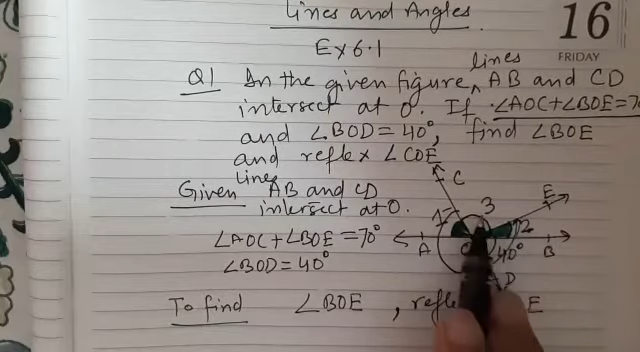 Lines and Angles
Ex 6.1
16
FRIDAY
Q1 In the given figure, lines AB and CD
intersect at O. If ∠AOC+∠BOE=70
and ∠BOD = 40°, find ∠BOE
and reflex ∠COE
Given lines AB and CD
intersect at O.
∠AOC + ∠BOE = 70°
∠BOD = 40°
To find ∠BOE , refle E
C
3
E
1
2
A
40°
B
D